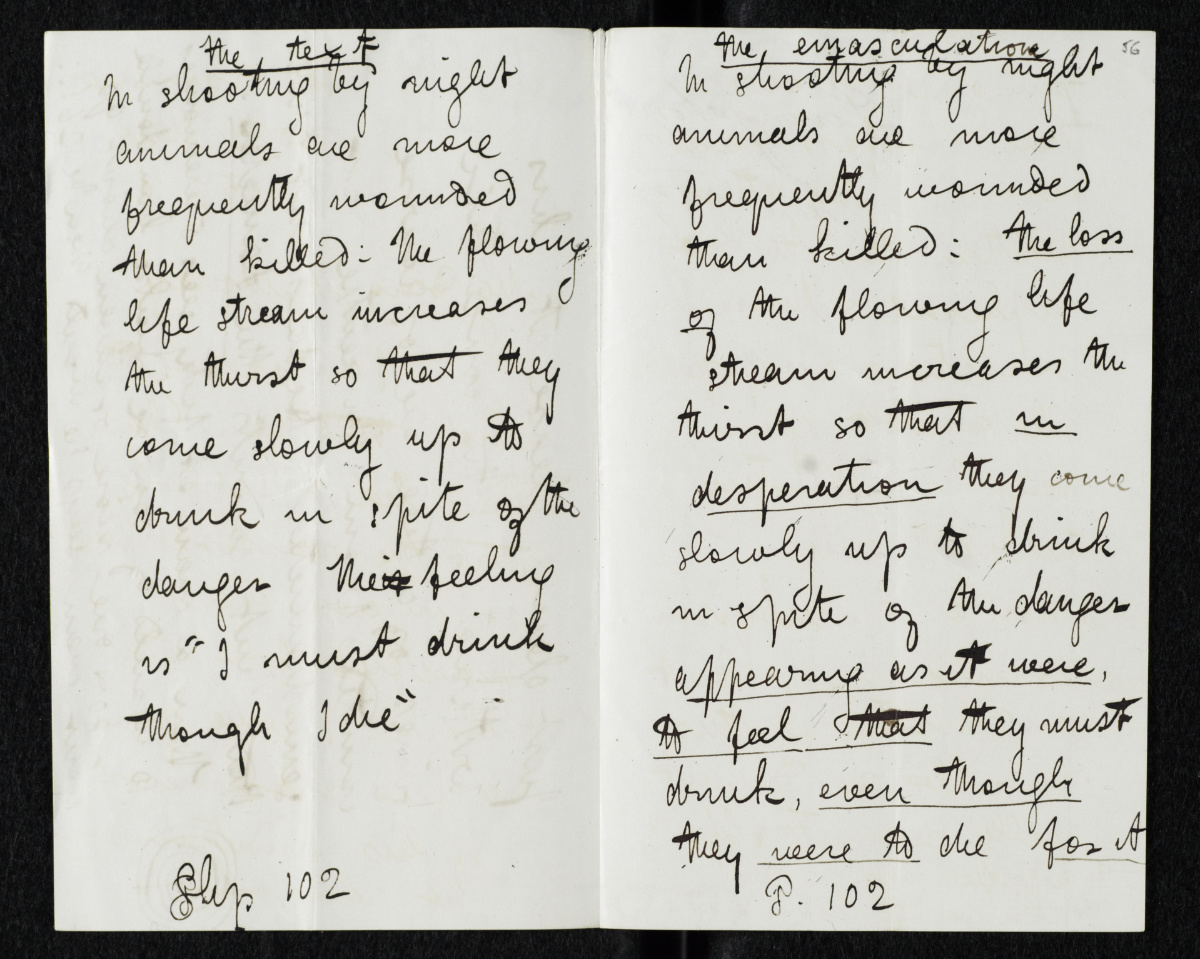 the text
In shooting by night
animals are more
frequently wounded
than killed: The flowing
life stream increases
the thirst so that they
come slowly up to
drink in spite of the
danger Their feeling
is "I must drink
though I die"
Slip 102
56
the emasculation
In shooting by night
animals are more
frequently wounded
than killed: the loss
of the flowing life
stream increases the
thirst so that in
desperation they come
slowly up to drink
in spite of the danger
appearing as it were,
to feel that they must
drink, even though
they were to die for it
P. 102